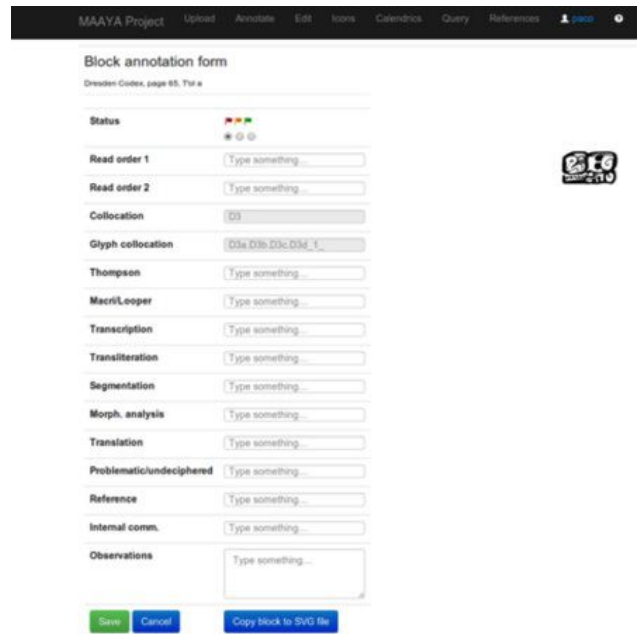 MAAYA Project Upload Annotate Edit Icons Calendrics Query References paco
Block annotation form
Dresden Codex, page 65, T'ol a
Status
Read order 1 Type something...
Read order 2 Type something...
Collocation D3
Glyph collocation D3a.D3b.D3c.D3d_1_
Thompson Type something...
Macri/Looper Type something...
Transcription Type something...
Transliteration Type something...
Segmentation Type something...
Morph. analysis Type something...
Translation Type something...
Problematic/undeciphered Type something...
Reference Type something...
Internal comm. Type something...
Observations Type something...
Save Cancel Copy block to SVG file